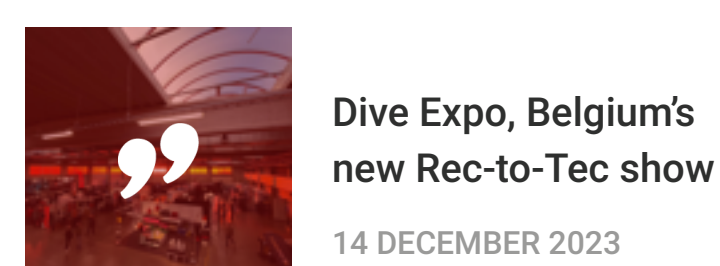 Dive Expo, Belgium’s
new Rec-to-Tec show
14 DECEMBER 2023